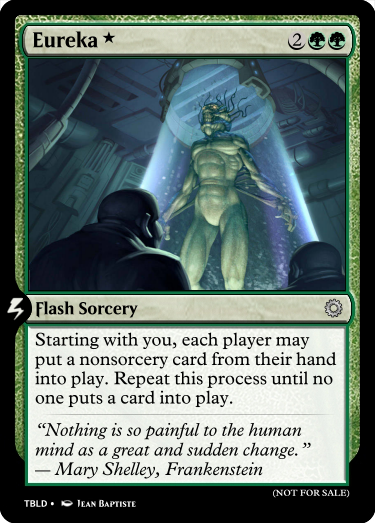 Eureka ★ 2
Flash Sorcery
Starting with you, each player may
put a nonsorcery card from their hand
into play. Repeat this process until no
one puts a card into play.
“Nothing is so painful to the human
mind as a great and sudden change.”
— Mary Shelley, Frankenstein
(NOT FOR SALE)
TBLD • Jean Baptiste